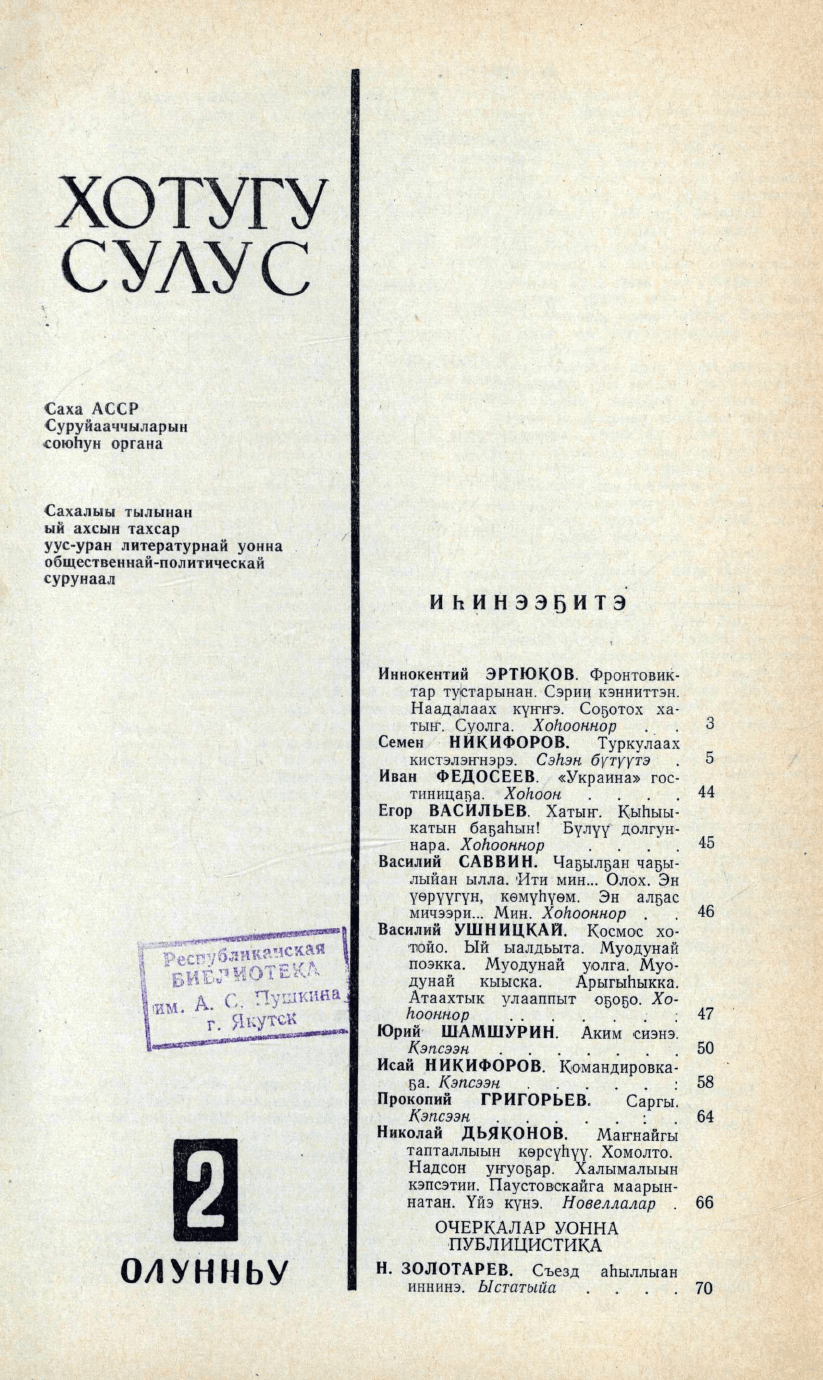 ХОТУГУ
СУЛУС
Саха АССР
Суруйааччыларын
союһун органа
Сахалыы тылынан
ый ахсын тахсар
уус-уран литературнай уонна
общественнай-политическай
сурунаал
Республиканская
БИБЛИОТЕКА
им. А. С. Пушкина
г. Якутск
2
ОЛУННЬУ
ИҺИНЭЭҔИТЭ
Иннокентий ЭРТЮКОВ. Фронтовик-
тар тустарынан. Сэрии кэнниттэн.
Наадалаах күҥҥэ. Соҕотох ха-
тыҥ. Суолга. Хоһооннор . . 3
Семен НИКИФОРОВ. Туркулаах
кистэлэҥнэрэ. Сэһэн бүтүүтэ . 5
Иван ФЕДОСЕЕВ. «Украина» гос-
тиницаҕа. Хоһоон . . . . 44
Егор ВАСИЛЬЕВ. Хатыҥ. Кыһыы-
катын баҕаһын! Бүлүү долгун-
нара. Хоһооннор . . . . 45
Василий САВВИН. Чаҕылҕан чаҕы-
лыйан ылла. Ити мин... Олох. Эн
үөрүүгүн, көмүһүөм. Эн алҕас
мичээри... Мин. Хоһооннор . . 46
Василий УШНИЦКАЙ. Космос хо-
тойо. Ый ыалдьыта. Муодунай
поэкка. Муодунай уолга. Муо-
дунай кыыска. Арыгыһыкка.
Атаахтык улааппыт оҕоҕо. Хо-
һооннор . . . . . . . 47
Юрий ШАМШУРИН. Аким сиэнэ.
Кэпсээн . . . . . . . 50
Исай НИКИФОРОВ. Командировка-
ҕа. Кэпсээн . . . . . : 58
Прокопий ГРИГОРЬЕВ. Саргы.
Кэпсээн . . . . . : . 64
Николай ДЬЯКОНОВ. Маҥнайгы
тапталлыын көрсүһүү. Хомолто.
Надсон уҥуоҕар. Халымалыын
кэпсэтии. Паустовскайга маарын-
натан. Үйэ күнэ. Новеллалар . 66
ОЧЕРКАЛАР УОННА
ПУБЛИЦИСТИКА
Н. ЗОЛОТАРЕВ. Съезд аһыллыан
иннинэ. Ыстатыйа . . . . 70